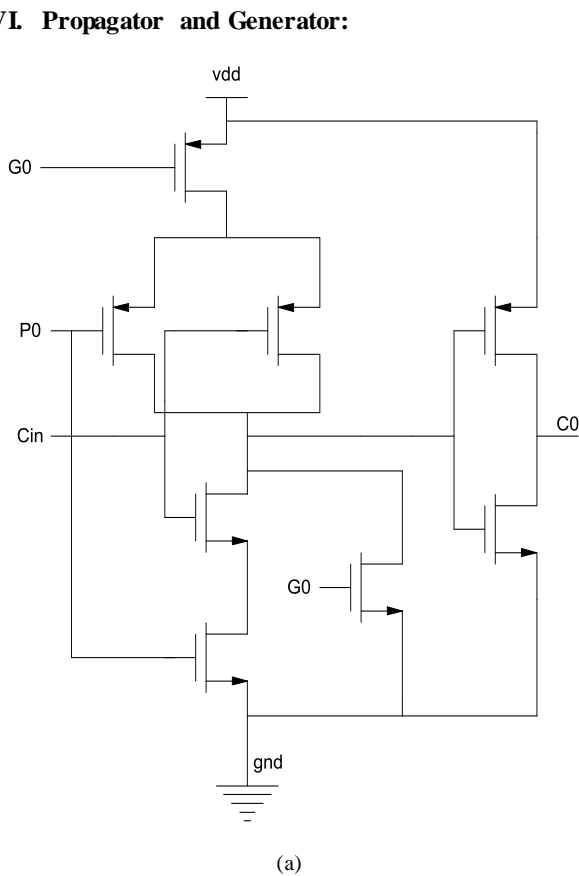 VI. Propagator and Generator:
vdd
G0
P0
Cin
C0
G0
gnd
(a)